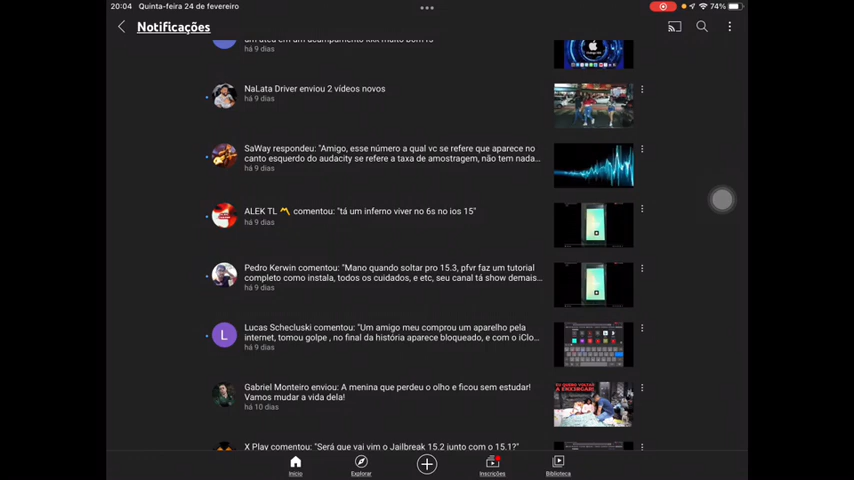 20:04 Quinta-feira 24 de fevereiro
74%
Notificações
há 9 dias
NaLata Driver enviou 2 vídeos novos
há 9 dias
SaWay respondeu: "Amigo, esse número a qual vc se refere que aparece no
canto esquerdo do audacity se refere a taxa de amostragem, não tem nada...
há 9 dias
ALEK TL 〽️ comentou: "tá um inferno viver no 6s no ios 15"
há 9 dias
Pedro Kerwin comentou: "Mano quando soltar pro 15.3, pfvr faz um tutorial
completo como instala, todos os cuidados, e etc, seu canal tá show demais...
há 9 dias
L
Lucas Schecluski comentou: "Um amigo meu comprou um aparelho pela
internet, tomou golpe , no final da história aparece bloqueado, e com o iClo...
há 9 dias
Gabriel Monteiro enviou: A menina que perdeu o olho e ficou sem estudar!
Vamos mudar a vida dela!
há 10 dias
X Play comentou: "Será que vai vim o Jailbreak 15.2 junto com o 15.1?"
Início
Explorar
Inscrições
Biblioteca